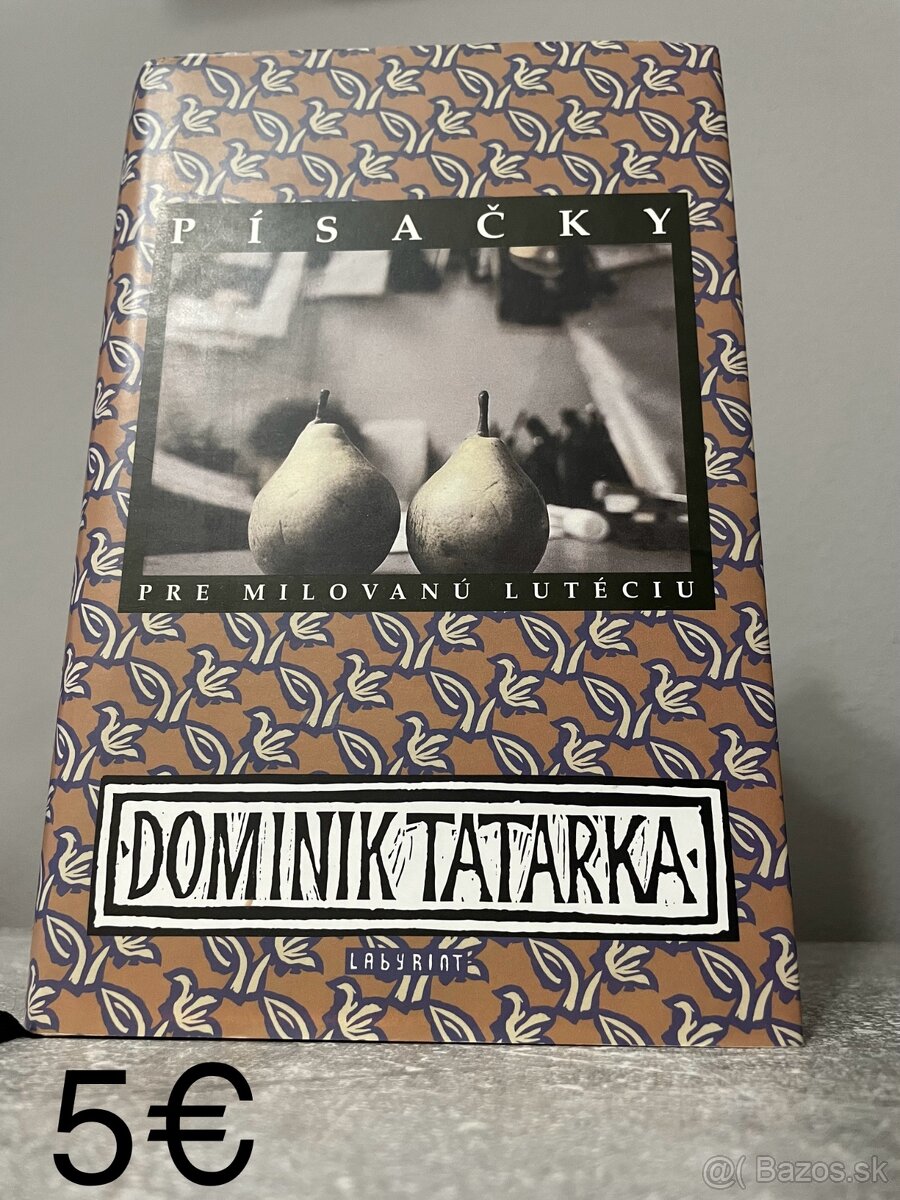 PÍSAČKY
PRE MILOVANÚ LUTÉCIU
DOMINIK TATARKA
LAbYRINT
5€
@( Bazos.sk